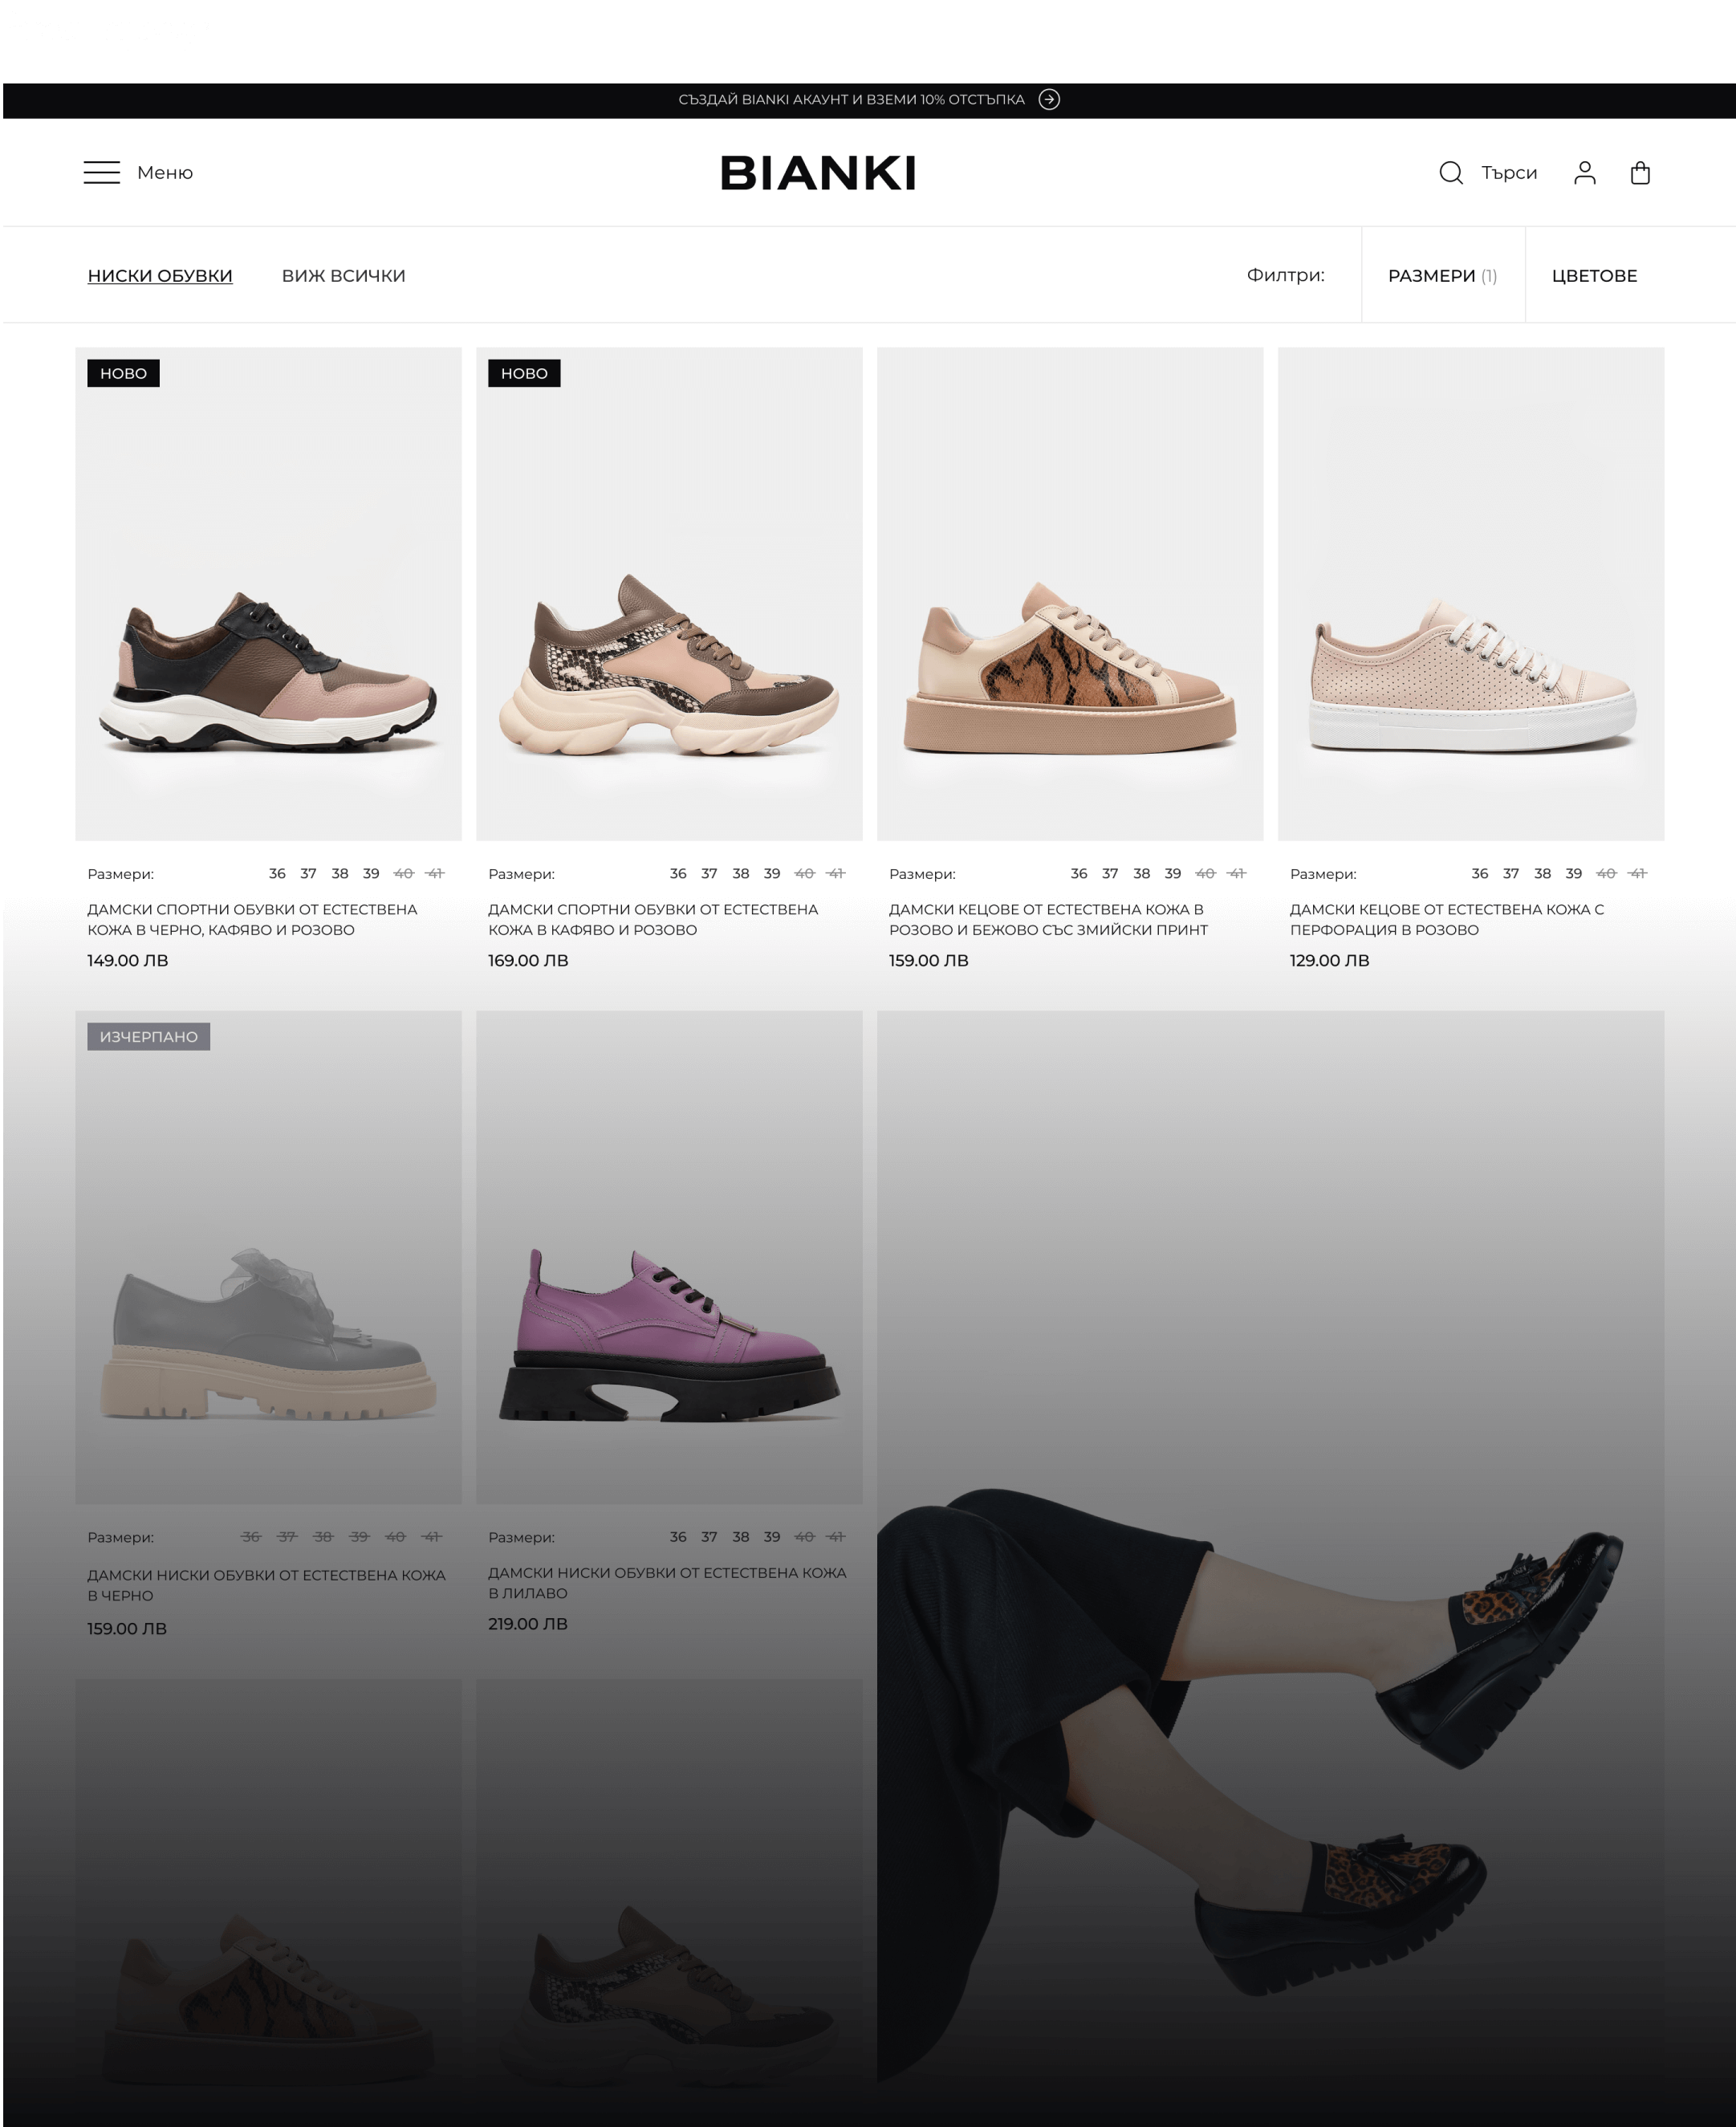 СЪЗДАЙ BIANKI АКАУНТ И ВЗЕМИ 10% ОТСТЪПКА
Меню
BIANKI
Търси
НИСКИ ОБУВКИ
ВИЖ ВСИЧКИ
Филтри:
РАЗМЕРИ (1)
ЦВЕТОВЕ
НОВО
НОВО
Размери: 36 37 38 39 40 41
ДАМСКИ СПОРТНИ ОБУВКИ ОТ ЕСТЕСТВЕНА
КОЖА В ЧЕРНО, КАФЯВО И РОЗОВО
149.00 ЛВ
Размери: 36 37 38 39 40 41
ДАМСКИ СПОРТНИ ОБУВКИ ОТ ЕСТЕСТВЕНА
КОЖА В КАФЯВО И РОЗОВО
169.00 ЛВ
Размери: 36 37 38 39 40 41
ДАМСКИ КЕЦОВЕ ОТ ЕСТЕСТВЕНА КОЖА В
РОЗОВО И БЕЖОВО СЪС ЗМИЙСКИ ПРИНТ
159.00 ЛВ
Размери: 36 37 38 39 40 41
ДАМСКИ КЕЦОВЕ ОТ ЕСТЕСТВЕНА КОЖА С
ПЕРФОРАЦИЯ В РОЗОВО
129.00 ЛВ
ИЗЧЕРПАНО
Размери: 36 37 38 39 40 41
ДАМСКИ НИСКИ ОБУВКИ ОТ ЕСТЕСТВЕНА КОЖА
В ЧЕРНО
159.00 ЛВ
Размери: 36 37 38 39 40 41
ДАМСКИ НИСКИ ОБУВКИ ОТ ЕСТЕСТВЕНА КОЖА
В ЛИЛАВО
219.00 ЛВ